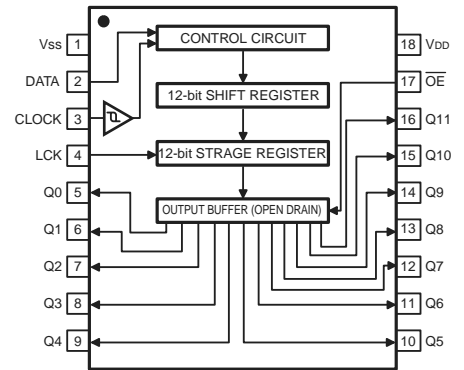 CONTROL CIRCUIT
12-bit SHIFT REGISTER
12-bit STRAGE REGISTER
OUTPUT BUFFER (OPEN DRAIN)
Vss 1
DATA 2
CLOCK 3
LCK 4
Q0 5
Q1 6
Q2 7
Q3 8
Q4 9
18 VDD
17 OE
16 Q11
15 Q10
14 Q9
13 Q8
12 Q7
11 Q6
10 Q5